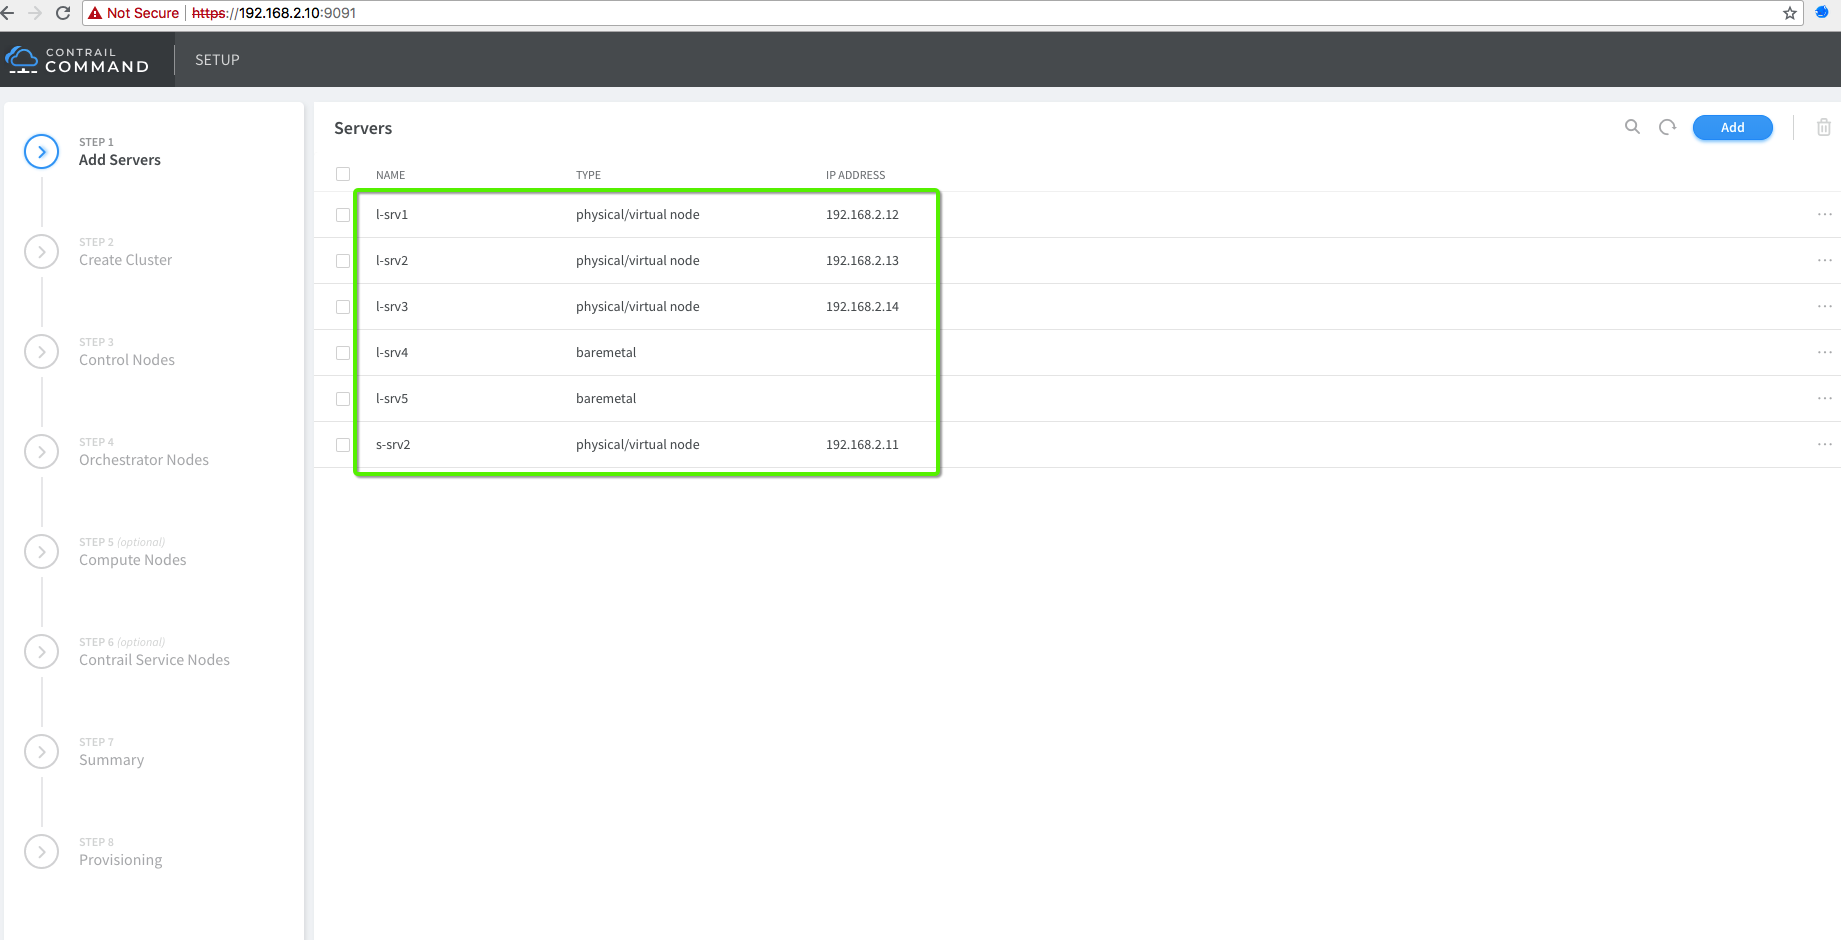 Not Secure https://192.168.2.10:9091
CONTRAIL
COMMAND
SETUP
STEP 1
Add Servers
STEP 2
Create Cluster
STEP 3
Control Nodes
STEP 4
Orchestrator Nodes
STEP 5 (optional)
Compute Nodes
STEP 6 (optional)
Contrail Service Nodes
STEP 7
Summary
STEP 8
Provisioning
Servers
Add
NAME TYPE IP ADDRESS
l-srv1 physical/virtual node 192.168.2.12
l-srv2 physical/virtual node 192.168.2.13
l-srv3 physical/virtual node 192.168.2.14
l-srv4 baremetal
l-srv5 baremetal
s-srv2 physical/virtual node 192.168.2.11